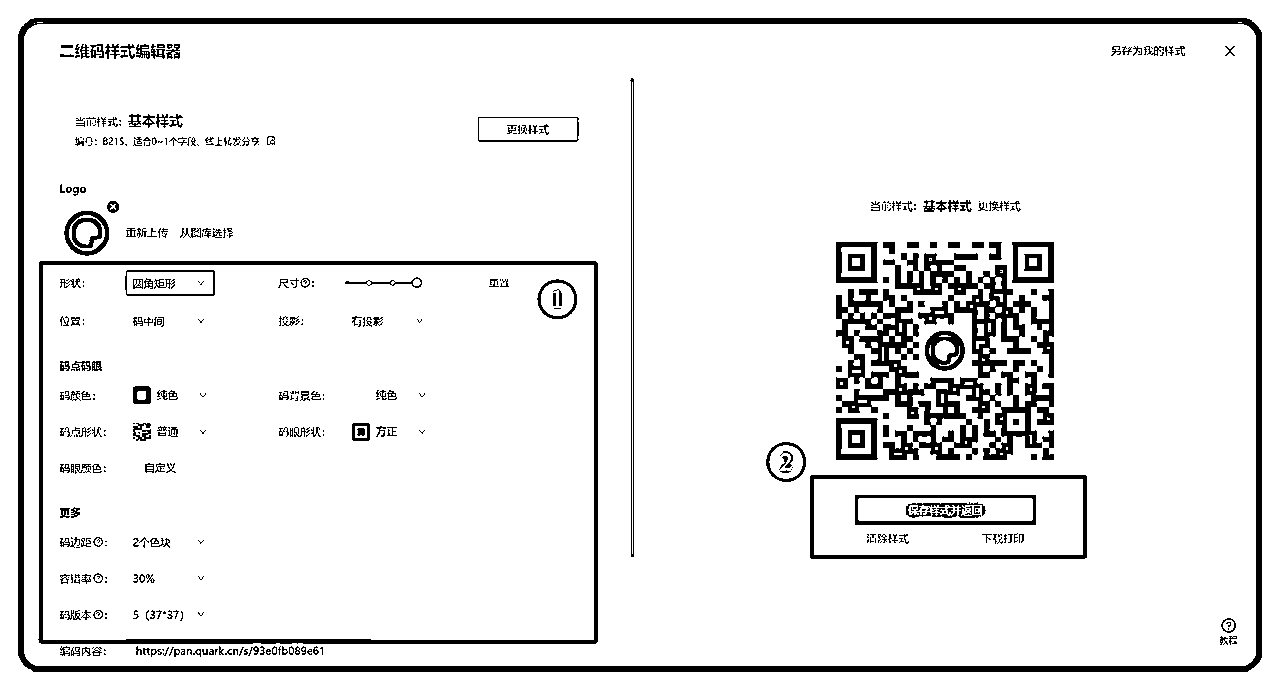 二维码样式编辑器
另存为我的样式
当前样式: 基本样式
编号: B215、适合0~1个字段、线上转发分享
更换样式
Logo
重新上传 从图库选择
形状: 四角矩形 尺寸?: 重置
①
位置: 码中间 投影: 有投影
码点码眼
码颜色: 纯色 码背景色: 纯色
码点形状: 普通 码眼形状: 方正
码眼颜色: 自定义
更多
码边距?: 2个色块
容错率?: 30%
码版本?: 5 (37*37)
编码内容: https://pan.quark.cn/s/93e0fb089e61
当前样式: 基本样式 更换样式
②
保存样式并返回
清除样式 下载打印
?
教程